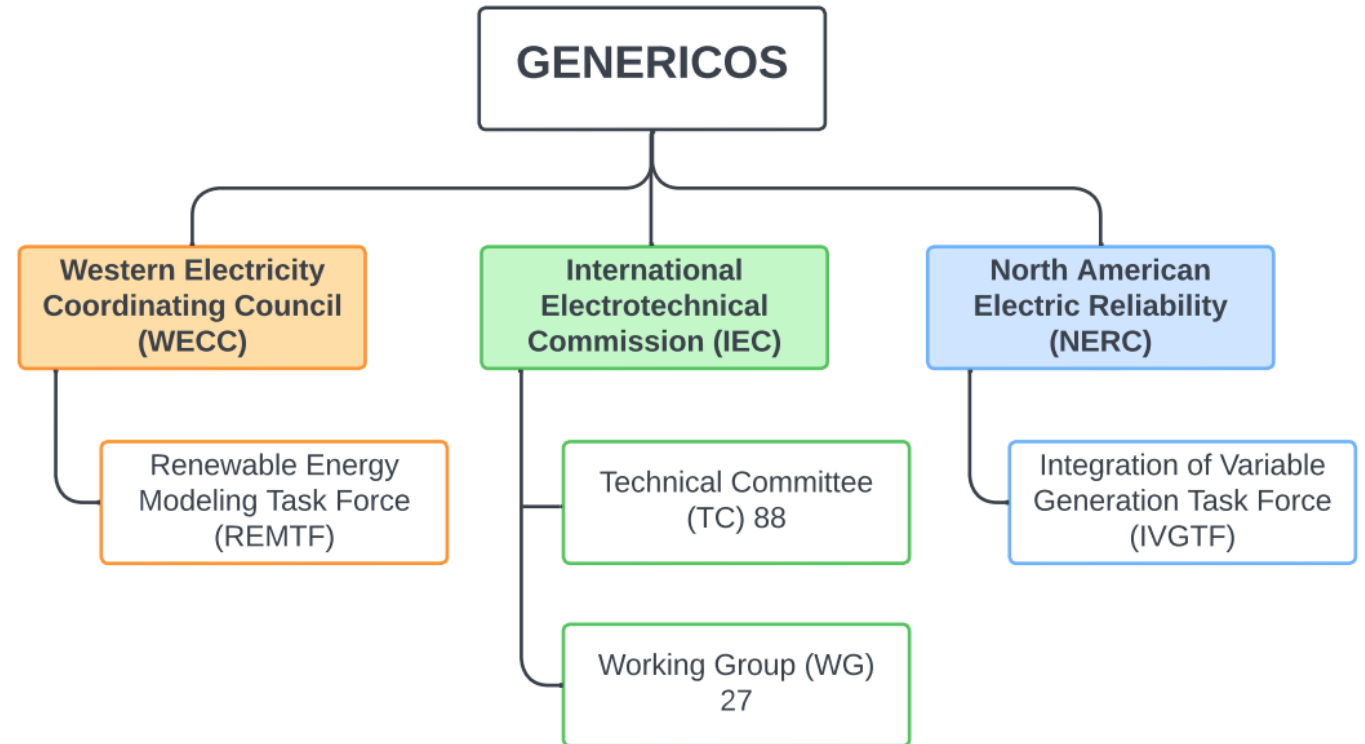 GENERICOS
Western Electricity
Coordinating Council
(WECC)
International
Electrotechnical
Commission (IEC)
North American
Electric Reliability
(NERC)
Renewable Energy
Modeling Task Force
(REMTF)
Technical Committee
(TC) 88
Integration of Variable
Generation Task Force
(IVGTF)
Working Group (WG)
27